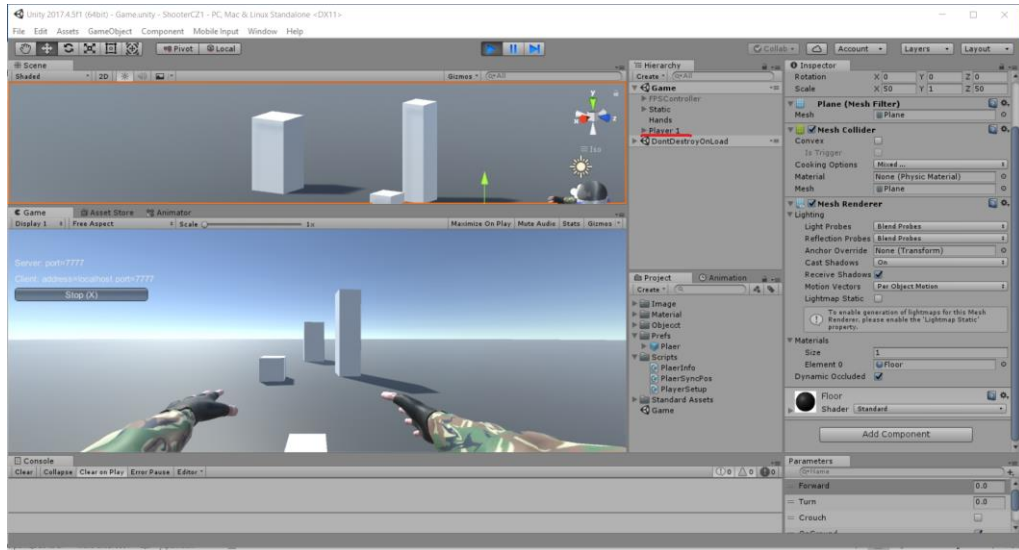 Unity 2017.4.5f1 (64bit) - Game.unity - ShooterCZ1 - PC, Mac & Linux Standalone <DX11>
File Edit Assets GameObject Component Mobile Input Window Help
Pivot Local
Collab Account Layers Layout
Scene
Shaded 2D Gizmos All
y
Iso
Game Asset Store Animator
Display 1 Free Aspect Scale 1x Maximize On Play Mute Audio Stats Gizmos
Server: port=7777
Client: address=localhost port=7777
Stop (X)
Hierarchy
Create All
Game
FPSController
Static
Hands
Player 1
DontDestroyOnLoad
Project Animation
Create
Image
Material
Objecct
Prefs
Plaer
Scripts
PlaerInfo
PlaerSyncPos
PlayerSetup
Standard Assets
Game
Inspector
Rotation X 0 Y 0 Z 0
Scale X 50 Y 1 Z 50
Plane (Mesh Filter)
Mesh Plane
Mesh Collider
Convex
Is Trigger
Cooking Options Mixed ...
Material None (Physic Material)
Mesh Plane
Mesh Renderer
Lighting
Light Probes Blend Probes
Reflection Probes Blend Probes
Anchor Override None (Transform)
Cast Shadows On
Receive Shadows
Motion Vectors Per Object Motion
Lightmap Static
To enable generation of lightmaps for this Mesh
Renderer, please enable the 'Lightmap Static'
property.
Materials
Size 1
Element 0 Floor
Dynamic Occluded
Floor
Shader Standard
Add Component
Console
Clear Collapse Clear on Play Error Pause Editor 0 0 0
Parameters
Name
Forward 0.0
Turn 0.0
Crouch